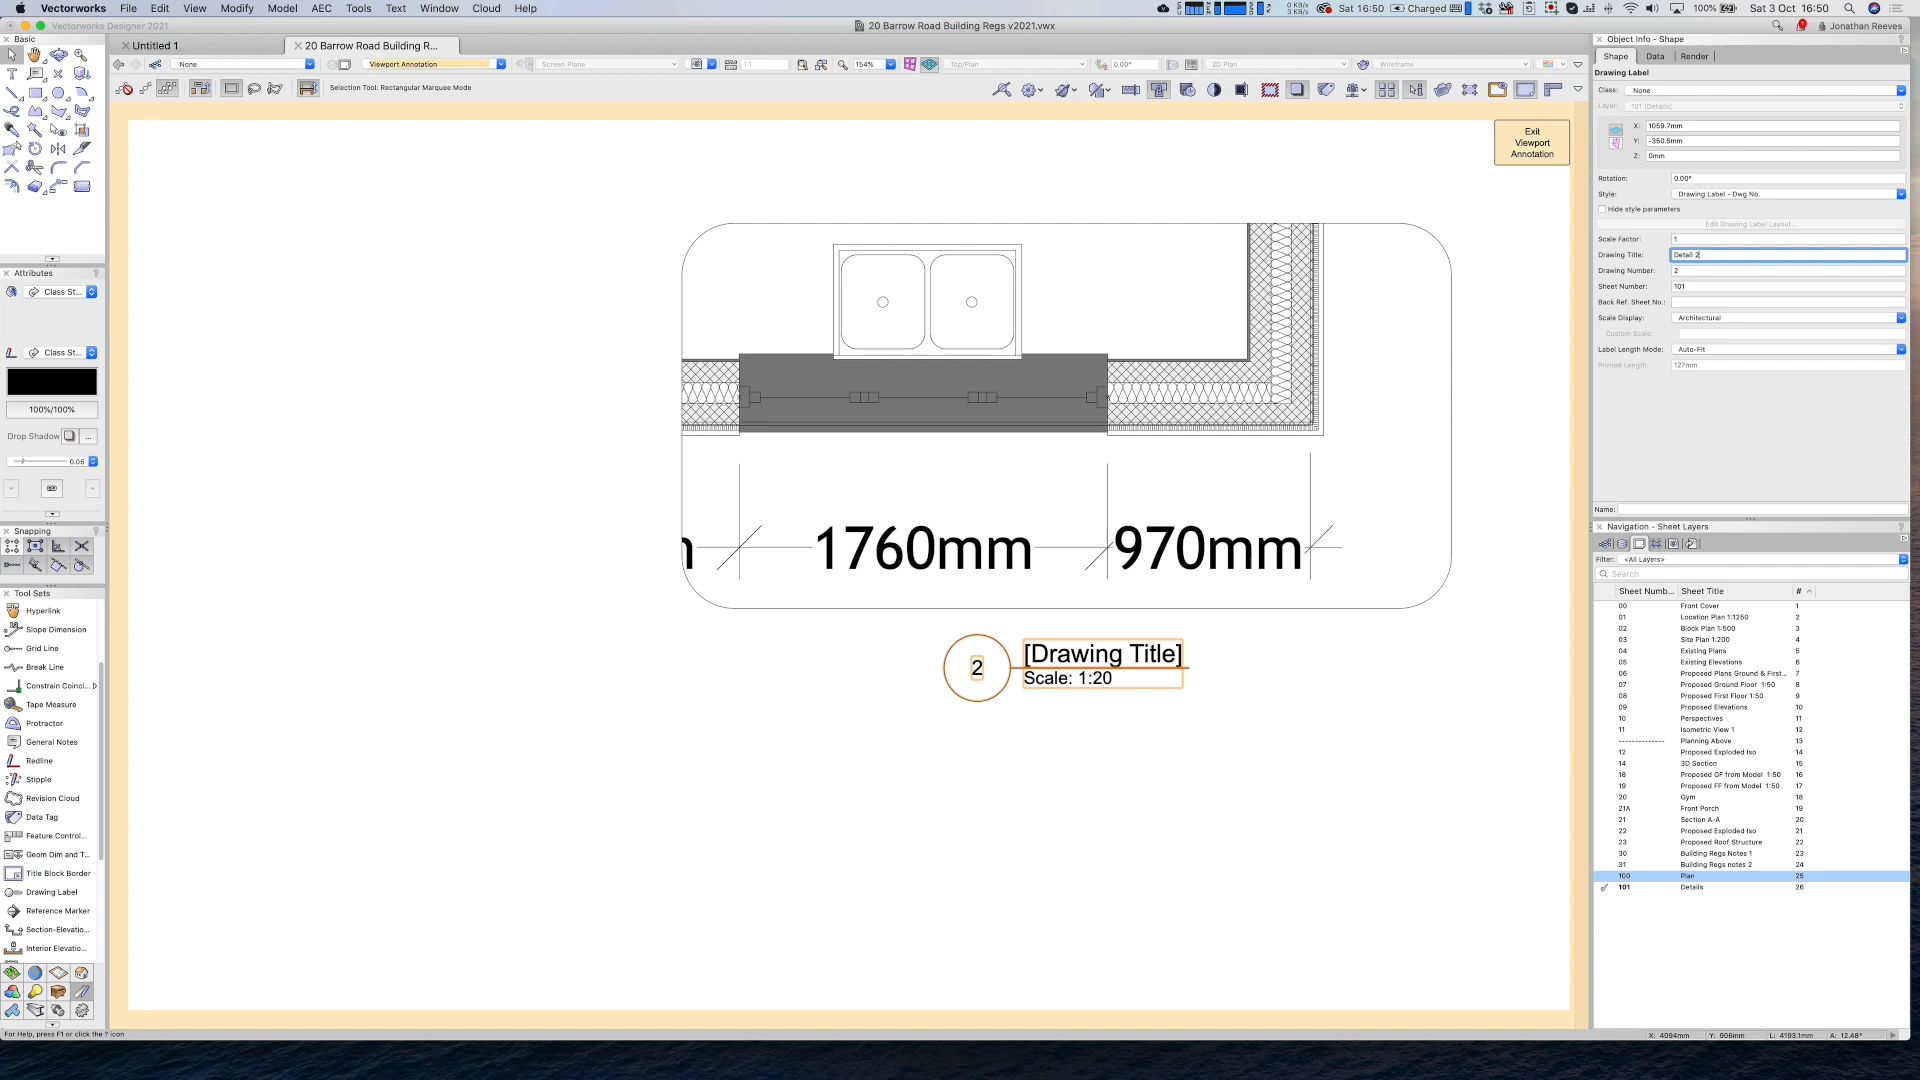 Vectorworks File Edit View Modify Model AEC Tools Text Window Cloud Help
0 KB/s
3 KB/s
Sat 16:50 Charged 100% Sat 3 Oct 16:50
Vectorworks Designer 2021
20 Barrow Road Building Regs v2021.vwx
Jonathan Reeves
Basic
Untitled 1
20 Barrow Road Building R...
None
Viewport Annotation
Screen Plane
1:1
154%
Top/Plan
0.00°
2D Plan
Wireframe
Selection Tool: Rectangular Marquee Mode
Exit
Viewport
Annotation
1760mm
970mm
2
[Drawing Title]
Scale: 1:20
Attributes
Class St...
Class St...
100%/100%
Drop Shadow
...
0.05
Snapping
Tool Sets
Hyperlink
Slope Dimension
Grid Line
Break Line
Constrain Coinci...
Tape Measure
Protractor
General Notes
Redline
Stipple
Revision Cloud
Data Tag
Feature Control...
Geom Dim and T...
Title Block Border
Drawing Label
Reference Marker
Section-Elevatio...
Interior Elevatio...
For Help, press F1 or click the ? icon
Object Info - Shape
Shape Data Render
Drawing Label
Class: None
Layer: 101 [Details]
X: 1059.7mm
Y: -350.5mm
Z: 0mm
Rotation: 0.00°
Style: Drawing Label - Dwg No.
Hide style parameters
Edit Drawing Label Layout...
Scale Factor: 1
Drawing Title: Detail 2
Drawing Number: 2
Sheet Number: 101
Back Ref. Sheet No.:
Scale Display: Architectural
Custom Scale:
Label Length Mode: Auto-Fit
Printed Length: 127mm
Name:
Navigation - Sheet Layers
Filter: <All Layers>
Search
Sheet Numb... Sheet Title #
00 Front Cover 1
01 Location Plan 1:1250 2
02 Block Plan 1:500 3
03 Site Plan 1:200 4
04 Existing Plans 5
05 Existing Elevations 6
06 Proposed Plans Ground & First... 7
07 Proposed Ground Floor 1:50 8
08 Proposed First Floor 1:50 9
09 Proposed Elevations 10
10 Perspectives 11
11 Isometric View 1 12
-------------- Planning Above 13
12 Proposed Exploded Iso 14
14 3D Section 15
18 Proposed GF from Model 1:50 16
19 Proposed FF from Model 1:50 17
20 Gym 18
21A Front Porch 19
21 Section A-A 20
22 Proposed Exploded Iso 21
23 Proposed Roof Structure 22
30 Building Regs Notes 1 23
31 Building Regs notes 2 24
100 Plan 25
101 Details 26
X: 4094mm Y: 906mm L: 4193.1mm A: 12.48°